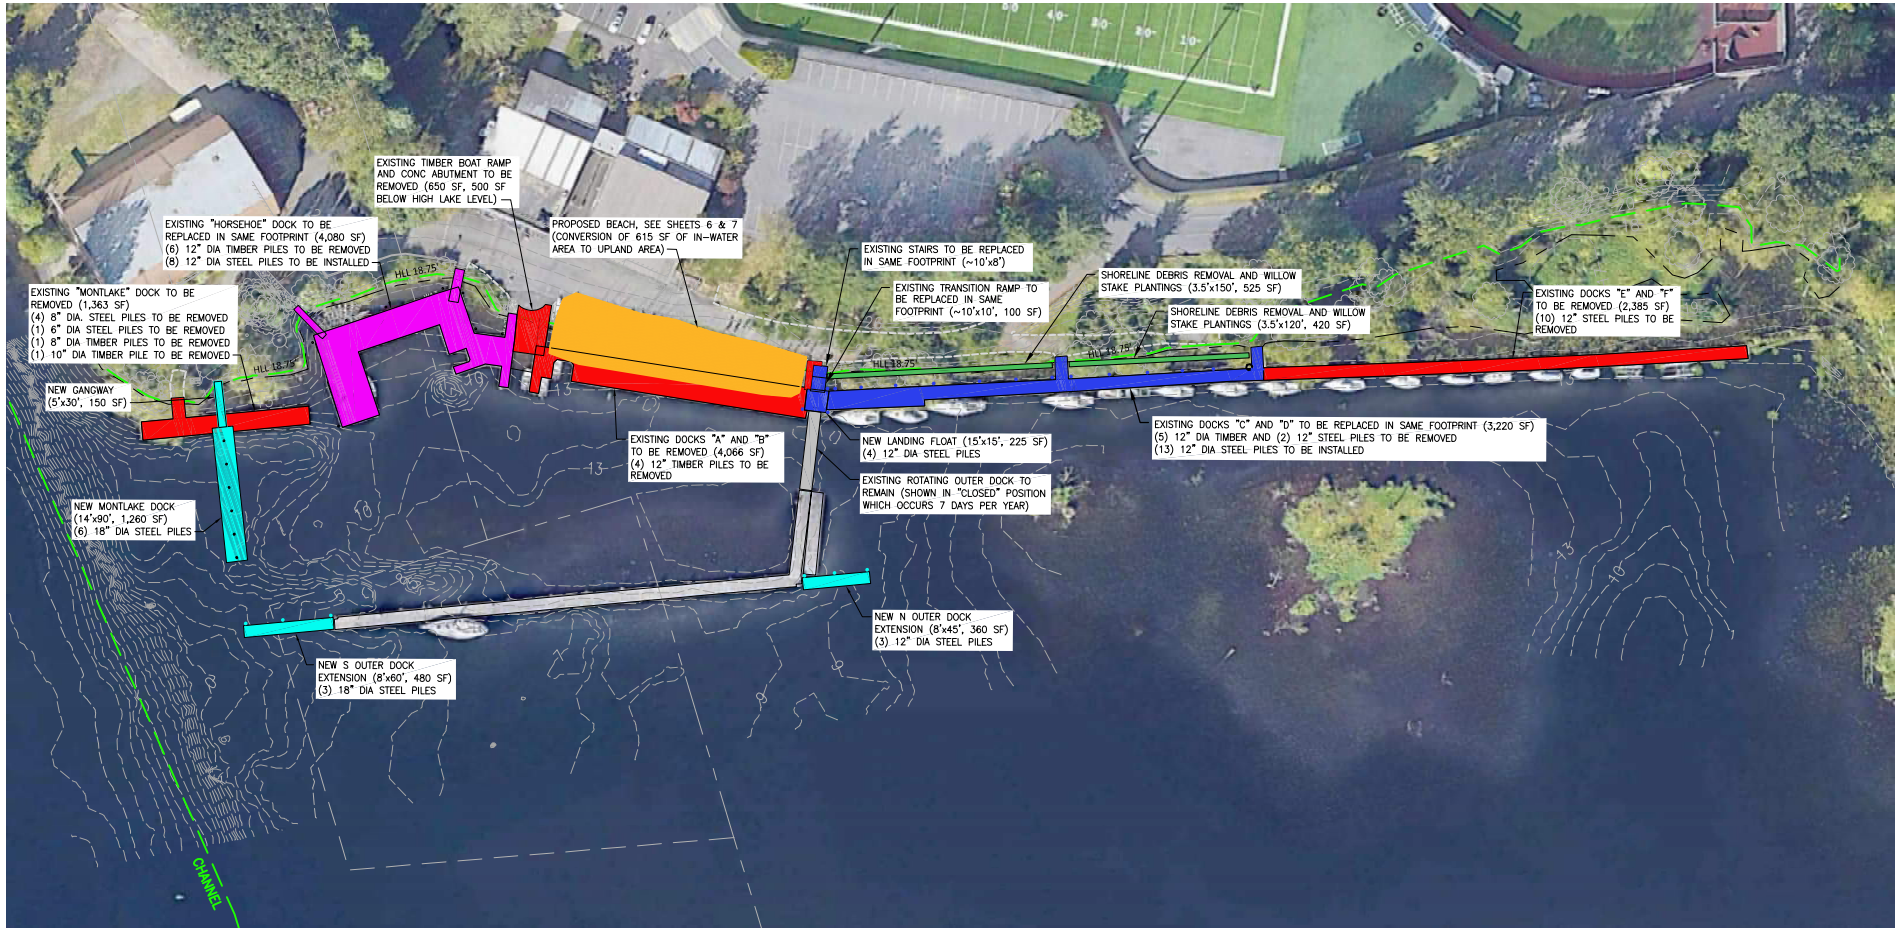 EXISTING TIMBER BOAT RAMP
AND CONC ABUTMENT TO BE
REMOVED (650 SF, 500 SF
BELOW HIGH LAKE LEVEL)
EXISTING "HORSEHOE" DOCK TO BE
REPLACED IN SAME FOOTPRINT (4,080 SF)
(6) 12" DIA TIMBER PILES TO BE REMOVED
(8) 12" DIA STEEL PILES TO BE INSTALLED
PROPOSED BEACH, SEE SHEETS 6 & 7
(CONVERSION OF 615 SF OF IN-WATER
AREA TO UPLAND AREA)
EXISTING STAIRS TO BE REPLACED
IN SAME FOOTPRINT (~10'x8')
EXISTING TRANSITION RAMP TO
BE REPLACED IN SAME
FOOTPRINT (~10'x10', 100 SF)
SHORELINE DEBRIS REMOVAL AND WILLOW
STAKE PLANTINGS (3.5'x150', 525 SF)
SHORELINE DEBRIS REMOVAL AND WILLOW
STAKE PLANTINGS (3.5'x120', 420 SF)
EXISTING DOCKS "E" AND "F"
TO BE REMOVED (2,385 SF)
(10) 12" STEEL PILES TO BE
REMOVED
EXISTING "MONTLAKE" DOCK TO BE
REMOVED (1,363 SF)
(4) 8" DIA. STEEL PILES TO BE REMOVED
(1) 6" DIA STEEL PILES TO BE REMOVED
(1) 8" DIA TIMBER PILES TO BE REMOVED
(1) 10" DIA TIMBER PILE TO BE REMOVED
HLL 18.75'
HLL 18.75'
HLL 18.75'
HLL 18.75'
NEW GANGWAY
(5'x30', 150 SF)
EXISTING DOCKS "A" AND "B"
TO BE REMOVED (4,066 SF)
(4) 12" TIMBER PILES TO BE
REMOVED
NEW LANDING FLOAT (15'x15', 225 SF)
(4) 12" DIA STEEL PILES
EXISTING DOCKS "C" AND "D" TO BE REPLACED IN SAME FOOTPRINT (3,220 SF)
(5) 12" DIA TIMBER AND (2) 12" STEEL PILES TO BE REMOVED
(13) 12" DIA STEEL PILES TO BE INSTALLED
EXISTING ROTATING OUTER DOCK TO
REMAIN (SHOWN IN "CLOSED" POSITION
WHICH OCCURS 7 DAYS PER YEAR)
NEW MONTLAKE DOCK
(14'x90', 1,260 SF)
(6) 18" DIA STEEL PILES
NEW N OUTER DOCK
EXTENSION (8'x45', 360 SF)
(3) 12" DIA STEEL PILES
NEW S OUTER DOCK
EXTENSION (8'x60', 480 SF)
(3) 18" DIA STEEL PILES
13
10
13
10
CHANNEL